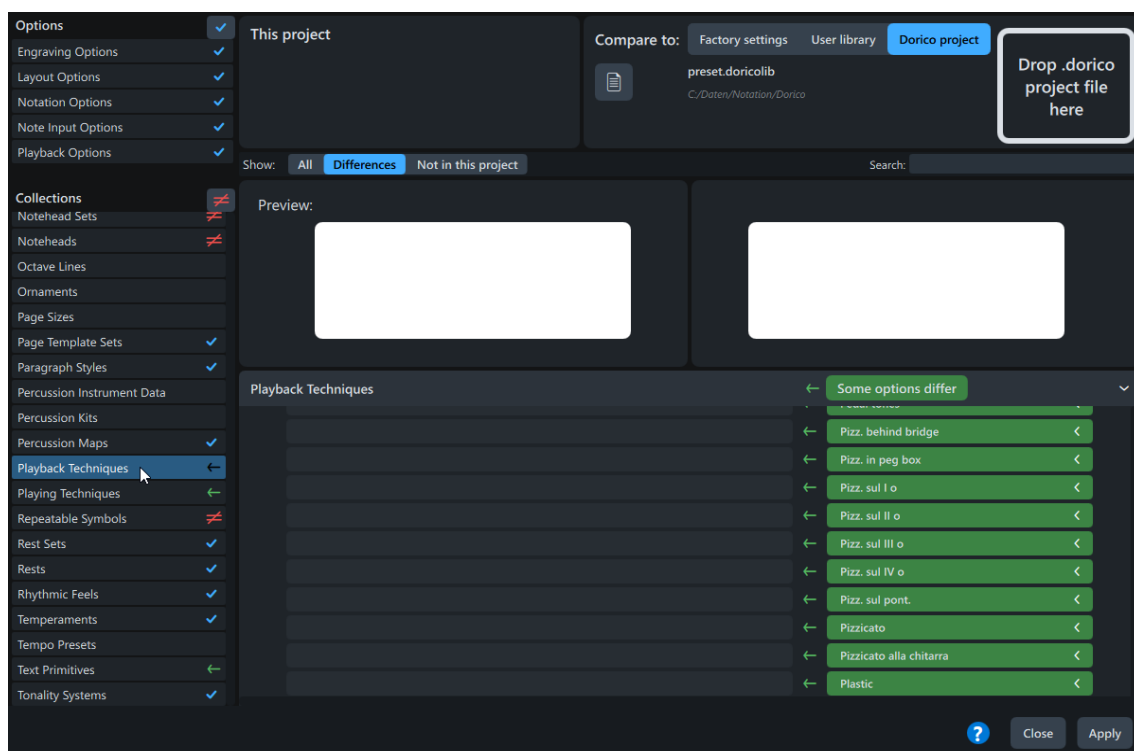 Options
Engraving Options
Layout Options
Notation Options
Note Input Options
Playback Options
Collections
Notehead Sets
Noteheads
Octave Lines
Ornaments
Page Sizes
Page Template Sets
Paragraph Styles
Percussion Instrument Data
Percussion Kits
Percussion Maps
Playback Techniques
Playing Techniques
Repeatable Symbols
Rest Sets
Rests
Rhythmic Feels
Temperaments
Tempo Presets
Text Primitives
Tonality Systems
This project
Compare to: Factory settings User library Dorico project
preset.doricolib
C:/Daten/Notation/Dorico
Drop .dorico
project file
here
Show: All Differences Not in this project Search:
Preview:
Playback Techniques Some options differ
Pedal tones
Pizz. behind bridge
Pizz. in peg box
Pizz. sul I o
Pizz. sul II o
Pizz. sul III o
Pizz. sul IV o
Pizz. sul pont.
Pizzicato
Pizzicato alla chitarra
Plastic
? Close Apply